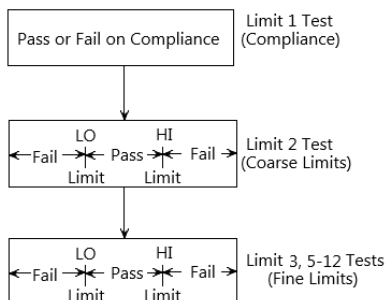 Pass or Fail on Compliance
Limit 1 Test
(Compliance)
LO HI
Fail Pass Fail
Limit Limit
Limit 2 Test
(Coarse Limits)
LO HI
Fail Pass Fail
Limit Limit
Limit 3, 5-12 Tests
(Fine Limits)